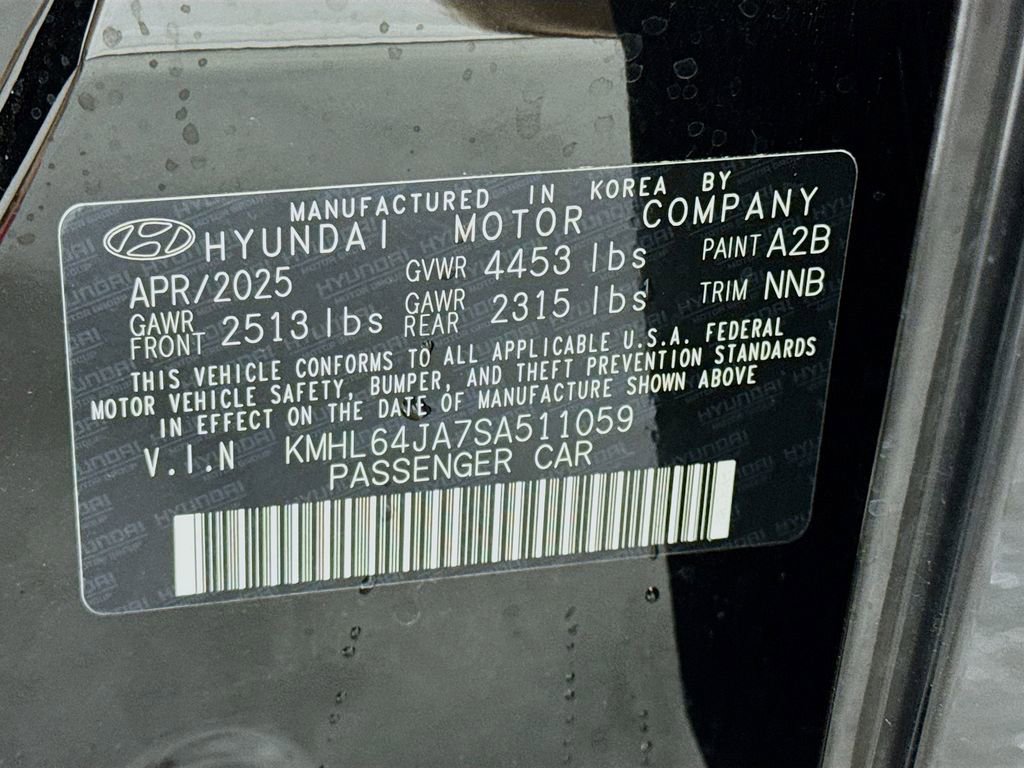 MANUFACTURED IN KOREA BY
HYUNDAI MOTOR COMPANY
APR/2025 GVWR 4453 lbs PAINT A2B
GAWR FRONT 2513 lbs GAWR REAR 2315 lbs TRIM NNB
THIS VEHICLE CONFORMS TO ALL APPLICABLE U.S.A. FEDERAL
MOTOR VEHICLE SAFETY, BUMPER, AND THEFT PREVENTION STANDARDS
IN EFFECT ON THE DATE OF MANUFACTURE SHOWN ABOVE
V.I.N KMHL64JA7SA511059
PASSENGER CAR